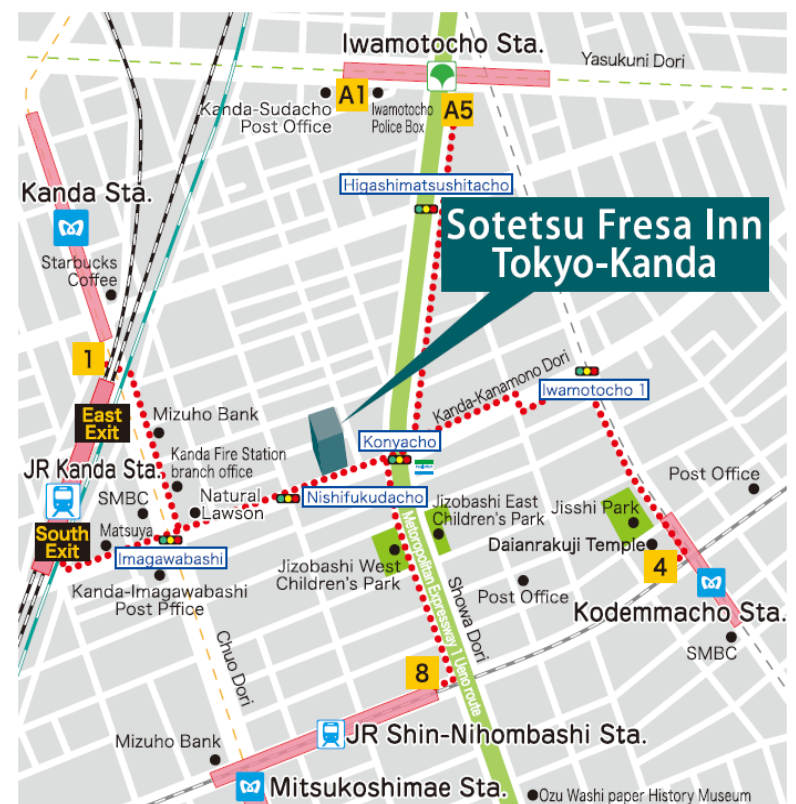 Iwamotocho Sta.
Yasukuni Dori
A1
A5
Kanda-Sudacho
Post Office
Iwamotocho
Police Box
Higashimatsushitacho
Kanda Sta.
Sotetsu Fresa Inn
Tokyo-Kanda
Starbucks
Coffee
1
Kanda-Kanamono Dori
Iwamotocho 1
East
Exit
Mizuho Bank
Konyacho
JR Kanda Sta.
Kanda Fire Station
branch office
Post Office
SMBC
Natural
Lawson
Nishifukudacho
Jizobashi East
Children's Park
Jisshi Park
South
Exit
Matsuya
Imagawabashi
Jizobashi West
Children's Park
Daianrakuji Temple
4
Kanda-Imagawabashi
Post Pffice
Metoropolitan Expressway 1 Ueno route
Showa Dori
Post Office
Kodemmacho Sta.
SMBC
Chuo Dori
8
JR Shin-Nihombashi Sta.
Mizuho Bank
Mitsukoshimae Sta.
Ozu Washi paper History Museum